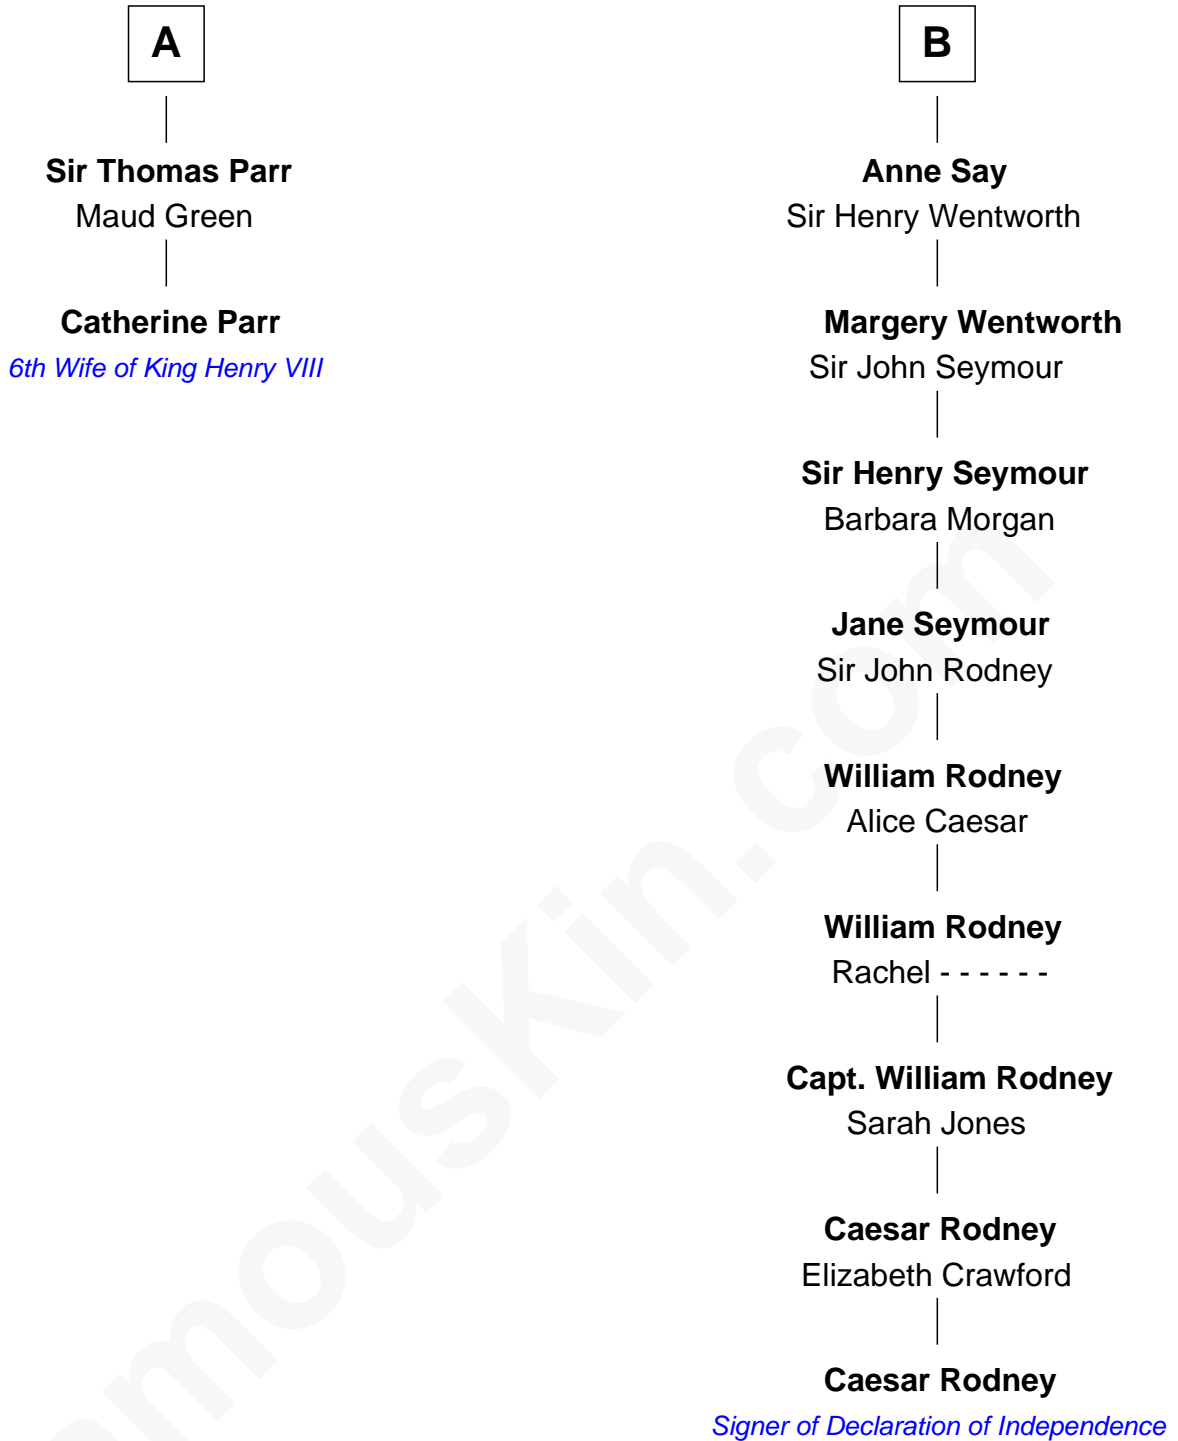 A
Sir Thomas Parr
Maud Green
Catherine Parr
6th Wife of King Henry VIII
B
Anne Say
Sir Henry Wentworth
Margery Wentworth
Sir John Seymour
Sir Henry Seymour
Barbara Morgan
Jane Seymour
Sir John Rodney
William Rodney
Alice Caesar
William Rodney
Rachel - - - - - -
Capt. William Rodney
Sarah Jones
Caesar Rodney
Elizabeth Crawford
Caesar Rodney
Signer of Declaration of Independence
amouskin.com